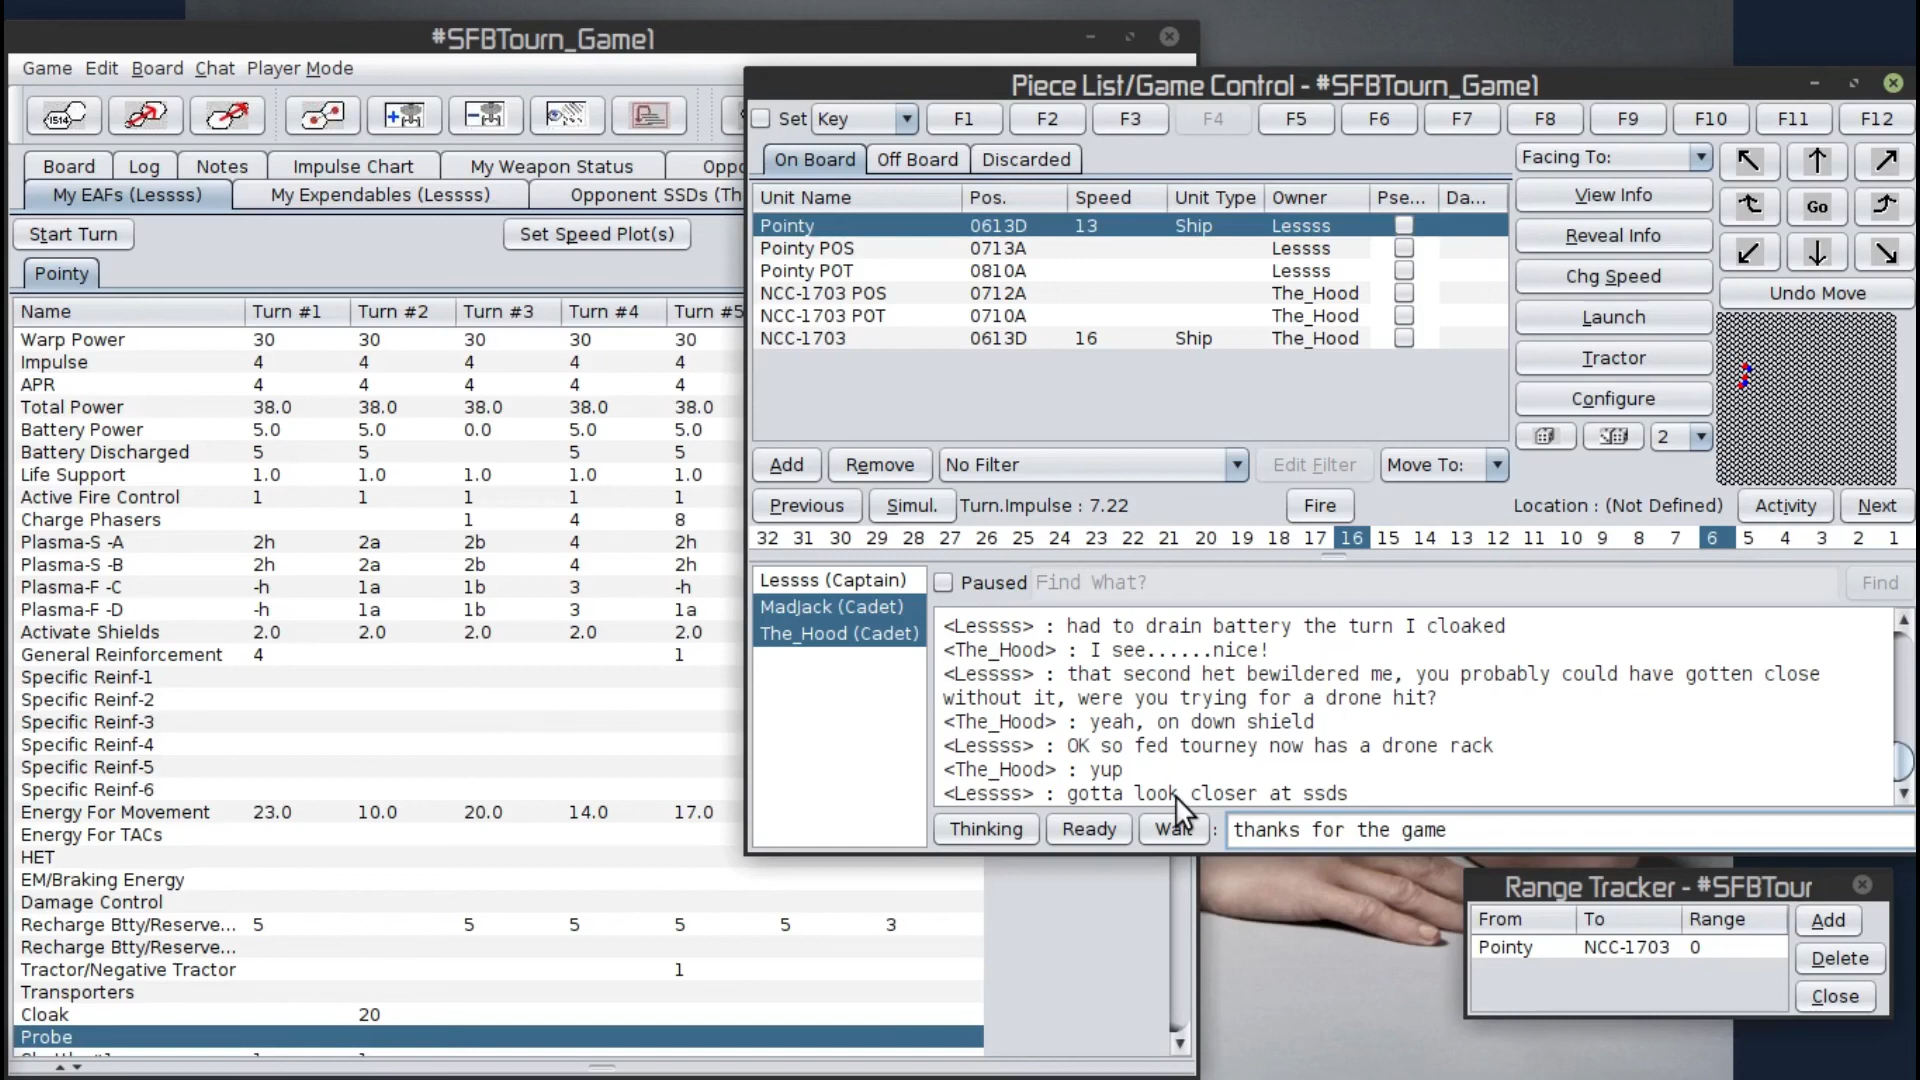 #SFBTourn_Game1
Game Edit Board Chat Player Mode
Board Log Notes Impulse Chart My Weapon Status Oppo
My EAFs (Lessss) My Expendables (Lessss) Opponent SSDs (Th
Start Turn Set Speed Plot(s)
Pointy
Name Turn #1 Turn #2 Turn #3 Turn #4 Turn #5
Warp Power 30 30 30 30 30
Impulse 4 4 4 4 4
APR 4 4 4 4 4
Total Power 38.0 38.0 38.0 38.0 38.0
Battery Power 5.0 5.0 0.0 5.0 5.0
Battery Discharged 5 5 5 5
Life Support 1.0 1.0 1.0 1.0 1.0
Active Fire Control 1 1 1 1 1
Charge Phasers 1 4 8
Plasma-S -A 2h 2a 2b 4 2h
Plasma-S -B 2h 2a 2b 4 2h
Plasma-F -C -h 1a 1b 3 -h
Plasma-F -D -h 1a 1b 3 1a
Activate Shields 2.0 2.0 2.0 2.0 2.0
General Reinforcement 4 1
Specific Reinf-1
Specific Reinf-2
Specific Reinf-3
Specific Reinf-4
Specific Reinf-5
Specific Reinf-6
Energy For Movement 23.0 10.0 20.0 14.0 17.0
Energy For TACs
HET
EM/Braking Energy
Damage Control
Recharge Btty/Reserve... 5 5 5 5 5 3
Recharge Btty/Reserve...
Tractor/Negative Tractor 1
Transporters
Cloak 20
Probe
Piece List/Game Control - #SFBTourn_Game1
Set Key F1 F2 F3 F4 F5 F6 F7 F8 F9 F10 F11 F12
On Board Off Board Discarded
Unit Name Pos. Speed Unit Type Owner Pse... Da...
Pointy 0613D 13 Ship Lessss
Pointy POS 0713A Lessss
Pointy POT 0810A Lessss
NCC-1703 POS 0712A The_Hood
NCC-1703 POT 0710A The_Hood
NCC-1703 0613D 16 Ship The_Hood
Facing To:
View Info
Reveal Info
Chg Speed
Launch
Tractor
Configure
2
Go
Undo Move
Add Remove No Filter Edit Filter Move To:
Previous Simul. Turn.Impulse : 7.22 Fire Location : (Not Defined) Activity Next
32 31 30 29 28 27 26 25 24 23 22 21 20 19 18 17 16 15 14 13 12 11 10 9 8 7 6 5 4 3 2 1
Lessss (Captain)
MadJack (Cadet)
The_Hood (Cadet)
Paused Find What? Find
<Lessss> : had to drain battery the turn I cloaked
<The_Hood> : I see......nice!
<Lessss> : that second het bewildered me, you probably could have gotten close
without it, were you trying for a drone hit?
<The_Hood> : yeah, on down shield
<Lessss> : OK so fed tourney now has a drone rack
<The_Hood> : yup
<Lessss> : gotta look closer at ssds
Thinking Ready Wait : thanks for the game
Range Tracker - #SFBTour
From To Range
Pointy NCC-1703 0
Add
Delete
Close